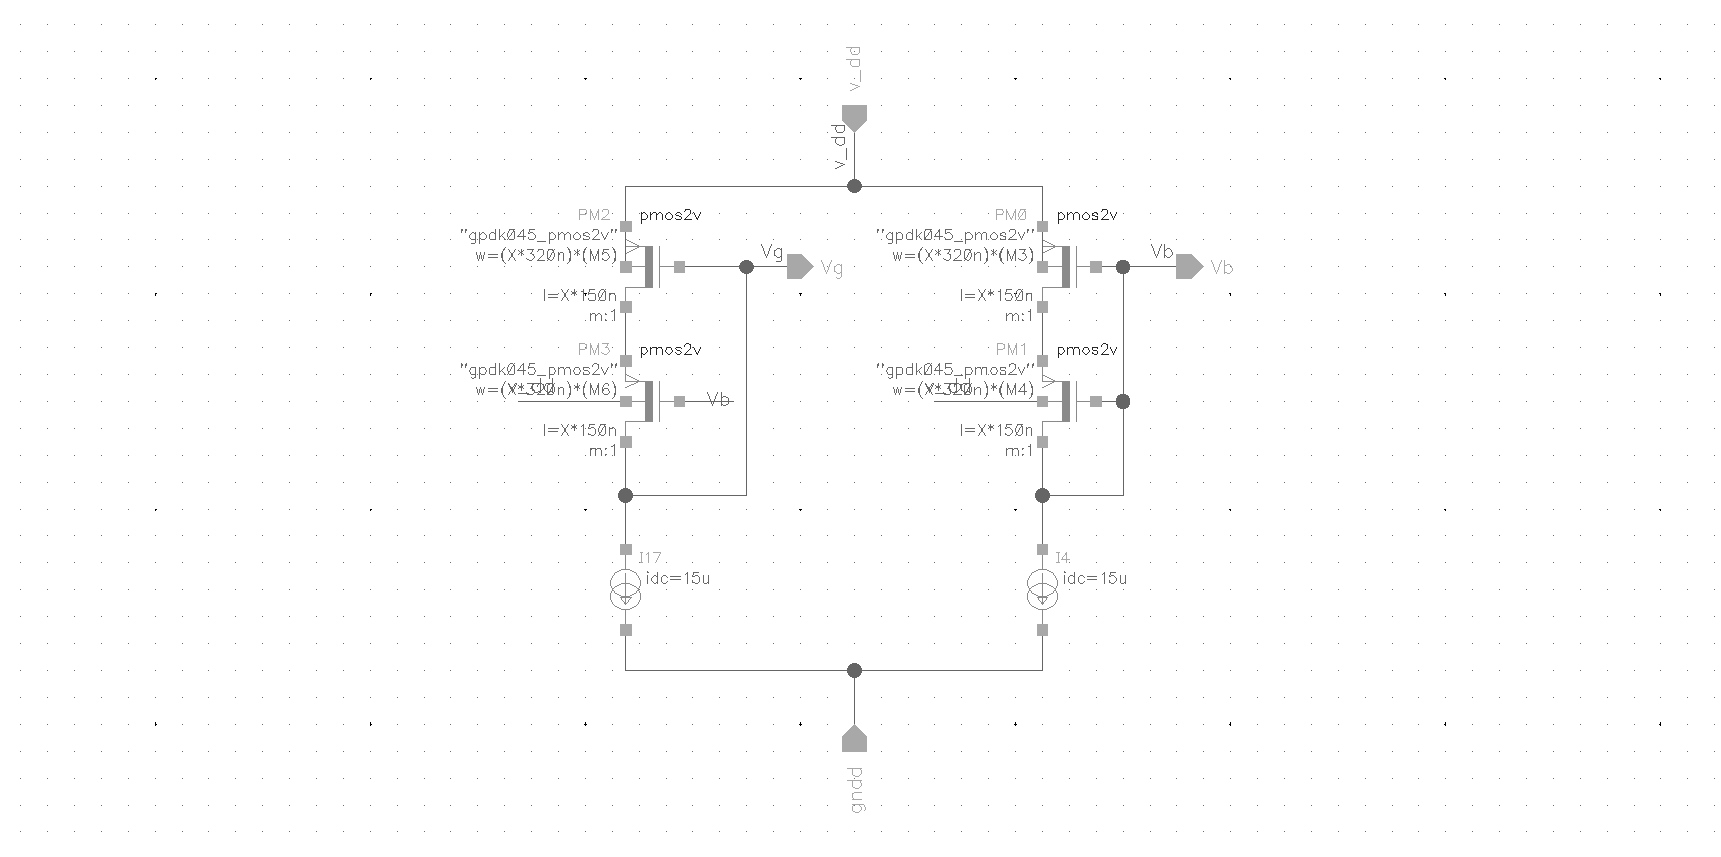 v_dd
v_dd
PM2 pmos2v
"gpdk045_pmos2v"
w=(X*320n)*(M5)
Vg
Vg
l=X*150n
m:1
PM3 pmos2v
"gpdk045_pmos2v"
w=(X*320n)*(M6)
Vb
l=X*150n
m:1
I17
idc=15u
PM0 pmos2v
"gpdk045_pmos2v"
w=(X*320n)*(M3)
Vb
Vb
l=X*150n
m:1
PM1 pmos2v
"gpdk045_pmos2v"
w=(X*320n)*(M4)
l=X*150n
m:1
I4
idc=15u
gndd